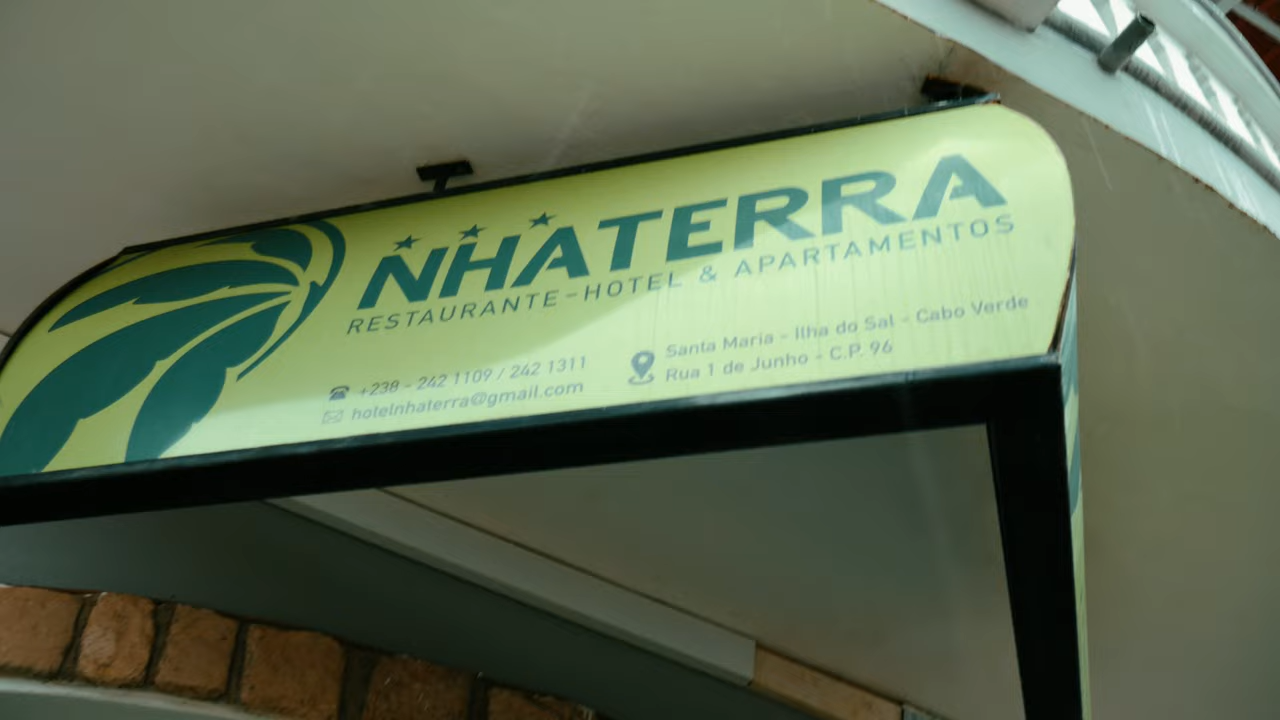 NHATERRA
RESTAURANTE-HOTEL & APARTAMENTOS
+238 - 242 1109 / 242 1311
hotelnhaterra@gmail.com
Santa Maria - Ilha do Sal - Cabo Verde
Rua 1 de Junho - C.P. 96